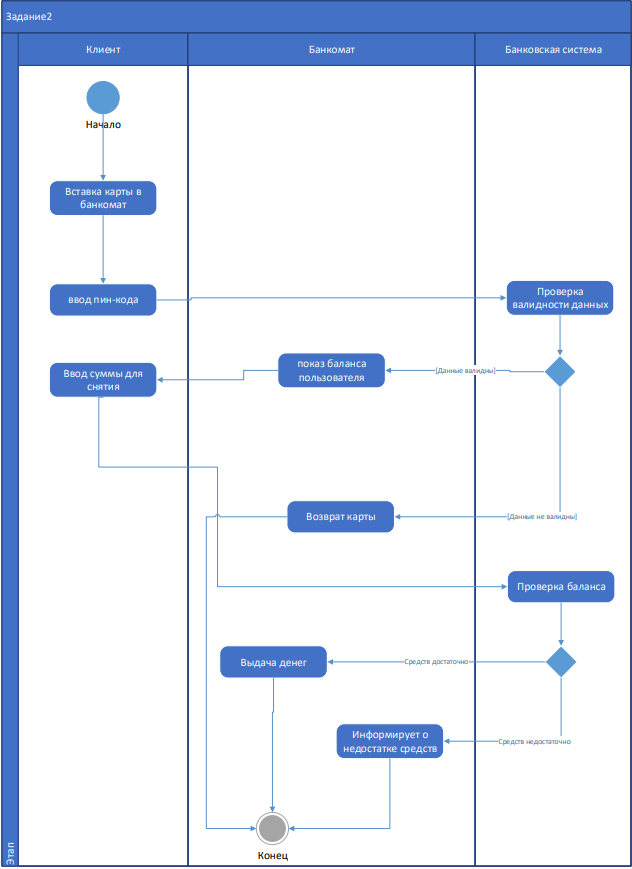 Задание2
Клиент
Банкомат
Банковская система
Начало
Вставка карты в
банкомат
ввод пин-кода
Проверка
валидности данных
показ баланса
пользователя
[Данные валидны]
Ввод суммы для
снятия
Возврат карты
[Данные не валидны]
Проверка баланса
Выдача денег
Средств достаточно
Информирует о
недостатке средств
Средств недостаточно
Конец
Этап